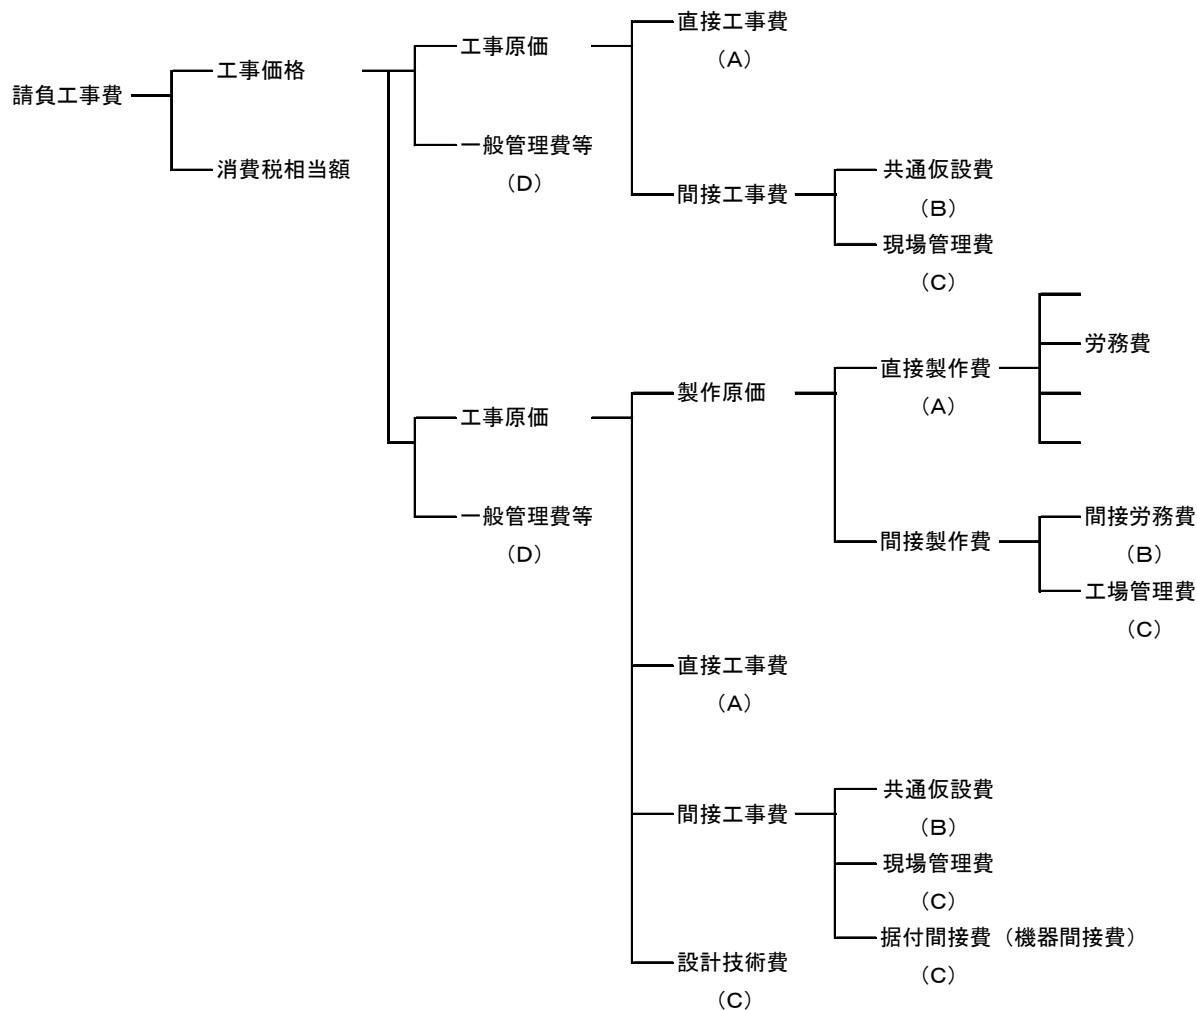 請負工事費
工事価格
消費税相当額
工事原価
一般管理費等
（D）
直接工事費
（A）
間接工事費
共通仮設費
（B）
現場管理費
（C）
工事原価
一般管理費等
（D）
製作原価
直接製作費
（A）
労務費
間接製作費
間接労務費
（B）
工場管理費
（C）
直接工事費
（A）
間接工事費
共通仮設費
（B）
現場管理費
（C）
据付間接費（機器間接費）
（C）
設計技術費
（C）